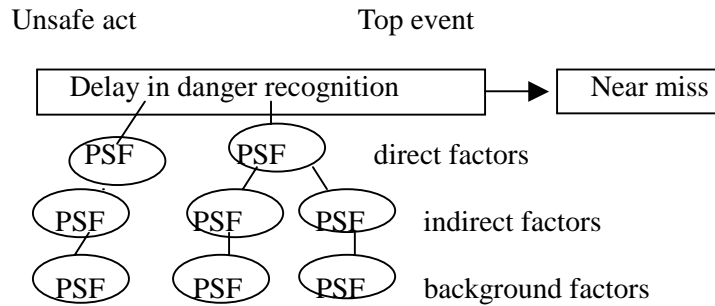 Unsafe act Top event
Delay in danger recognition Near miss
PSF PSF direct factors
PSF PSF PSF indirect factors
PSF PSF PSF background factors